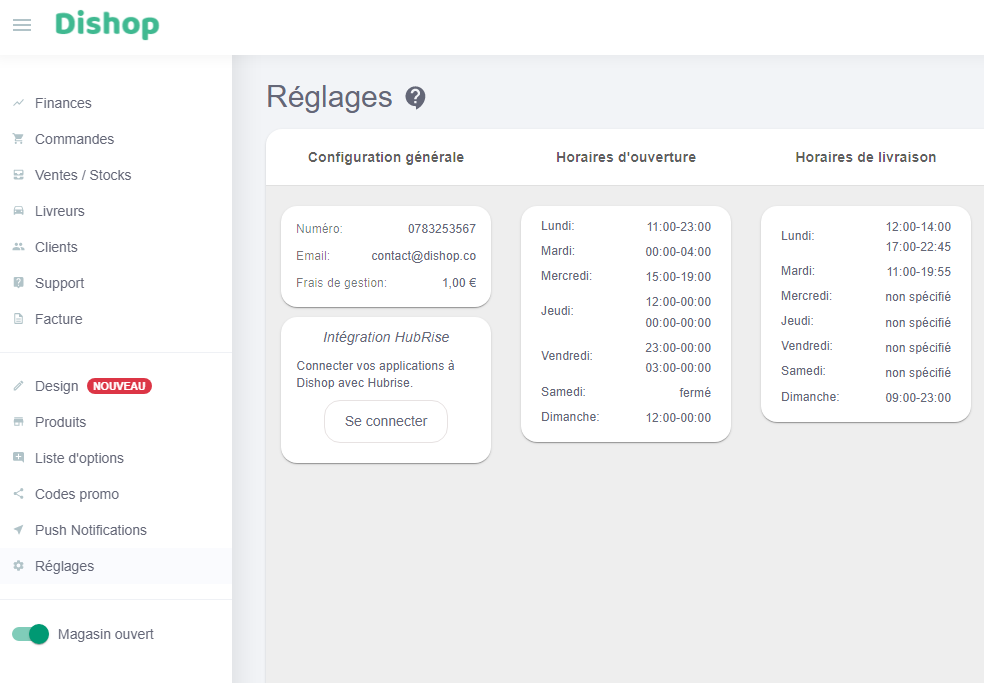 Dishop
Finances
Commandes
Ventes / Stocks
Livreurs
Clients
Support
Facture
Design NOUVEAU
Produits
Liste d'options
Codes promo
Push Notifications
Réglages
Magasin ouvert
Réglages ?
Configuration générale
Numéro: 0783253567
Email: contact@dishop.co
Frais de gestion: 1,00 €
Intégration HubRise
Connecter vos applications à
Dishop avec Hubrise.
Se connecter
Horaires d'ouverture
Lundi: 11:00-23:00
Mardi: 00:00-04:00
Mercredi: 15:00-19:00
Jeudi: 12:00-00:00
00:00-00:00
Vendredi: 23:00-00:00
03:00-00:00
Samedi: fermé
Dimanche: 12:00-00:00
Horaires de livraison
Lundi: 12:00-14:00
17:00-22:45
Mardi: 11:00-19:55
Mercredi: non spécifié
Jeudi: non spécifié
Vendredi: non spécifié
Samedi: non spécifié
Dimanche: 09:00-23:00